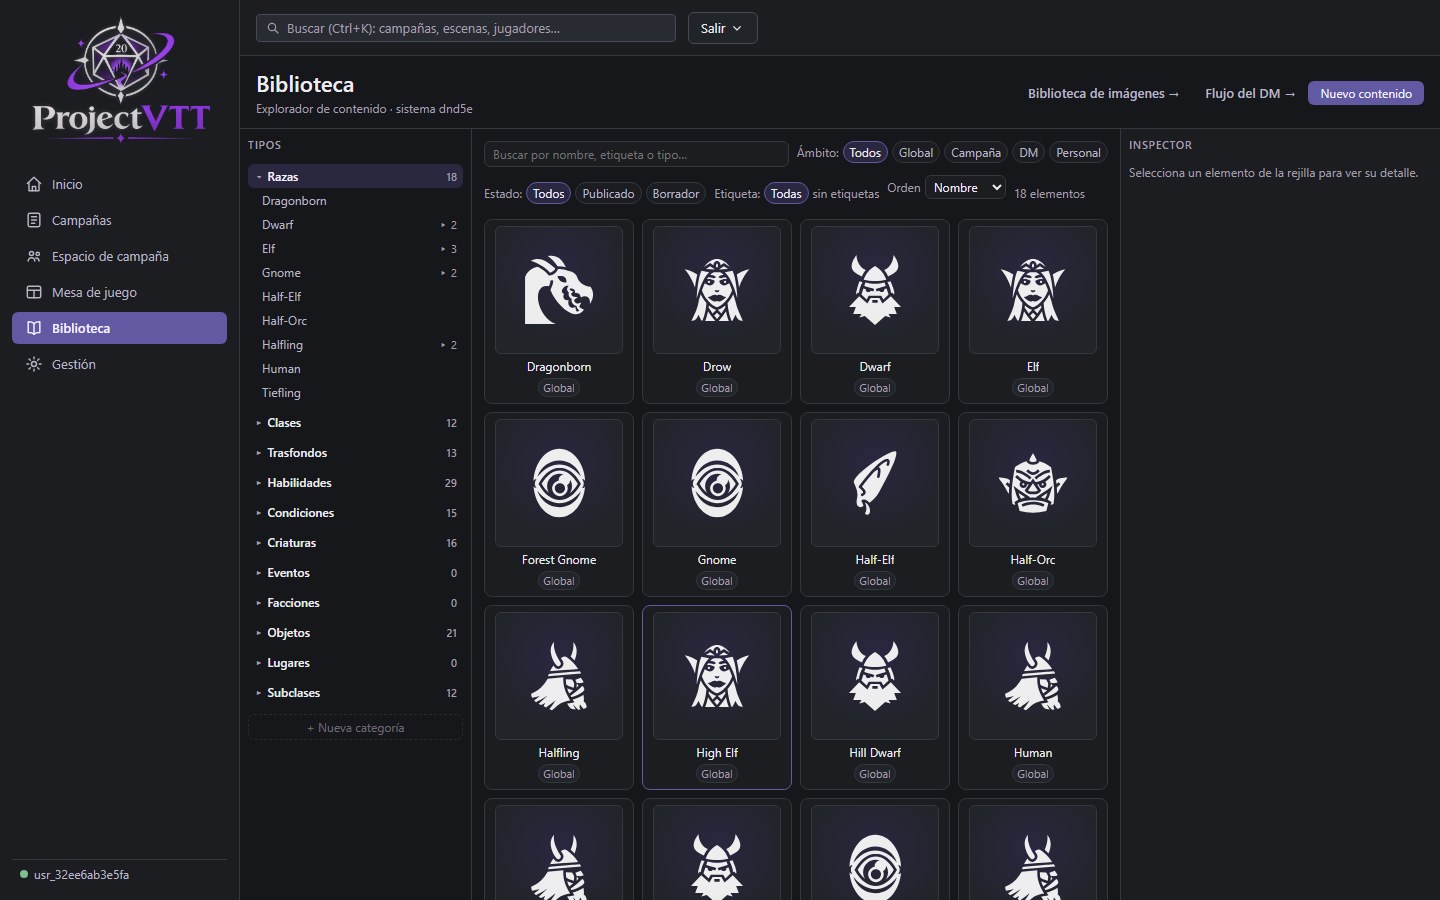 20
ProjectVTT
Inicio
Campañas
Espacio de campaña
Mesa de juego
Biblioteca
Gestión
usr_32ee6ab3e5fa
Buscar (Ctrl+K): campañas, escenas, jugadores...
Salir
Biblioteca
Explorador de contenido · sistema dnd5e
Biblioteca de imágenes →
Flujo del DM →
Nuevo contenido
TIPOS
Razas 18
Dragonborn
Dwarf 2
Elf 3
Gnome 2
Half-Elf
Half-Orc
Halfling 2
Human
Tiefling
Clases 12
Trasfondos 13
Habilidades 29
Condiciones 15
Criaturas 16
Eventos 0
Facciones 0
Objetos 21
Lugares 0
Subclases 12
+ Nueva categoría
Buscar por nombre, etiqueta o tipo...
Ámbito: Todos Global Campaña DM Personal
Estado: Todos Publicado Borrador Etiqueta: Todas sin etiquetas Orden Nombre 18 elementos
Dragonborn
Global
Drow
Global
Dwarf
Global
Elf
Global
Forest Gnome
Global
Gnome
Global
Half-Elf
Global
Half-Orc
Global
Halfling
Global
High Elf
Global
Hill Dwarf
Global
Human
Global
INSPECTOR
Selecciona un elemento de la rejilla para ver su detalle.